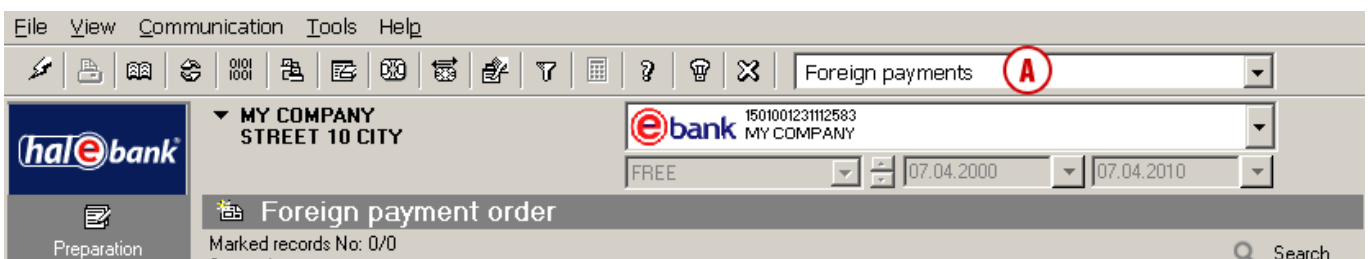 File View Communication Tools Help
Foreign payments A
hal e bank
MY COMPANY
STREET 10 CITY
ebank 1501001231112583
MY COMPANY
FREE 07.04.2000 07.04.2010
Foreign payment order
Preparation
Marked records No: 0/0
Search